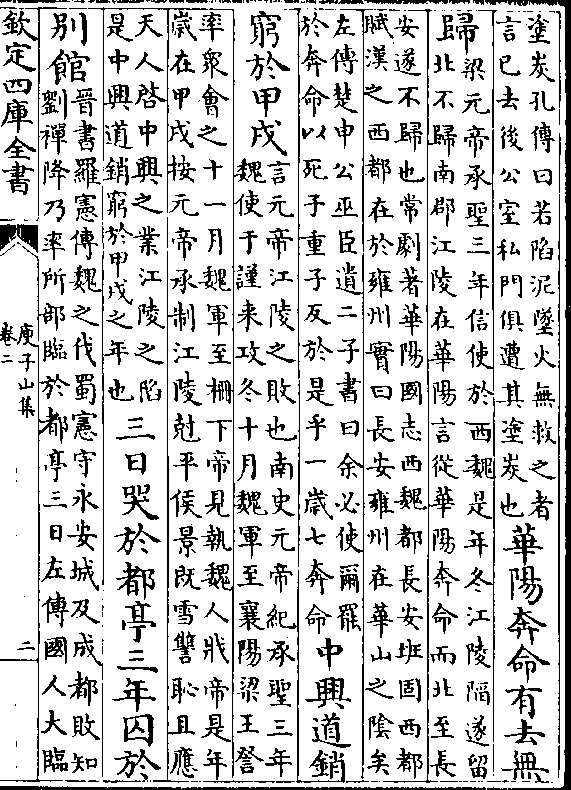 塗炭孔傳曰若陷泥墜火無救之者
言已去後公室私門俱遭其塗炭也
華陽奔命有去無
歸
梁元帝承聖三年信使於西魏是年冬江陵陷遂留
北不歸南郡江陵在華陽言從華陽奔命而北至長
安遂不歸也常劇著華陽國志西魏都長安班固西都
賦漢之西都在於雍州實曰長安雍州在華山之陰矣
左傳楚申公巫臣遺二子書曰余必使爾罷
於奔命以死子重子反於是乎一歲七奔命
中興道銷
窮於甲戌
言元帝江陵之敗也南史元帝紀承聖三年
魏使于謹來攻冬十月魏軍至襄陽梁王詧
率眾會之十一月魏軍至柵下帝見執魏人戕帝是年
歲在甲戌按元帝承制江陵尅平侯景既雪讐恥且應
天人啓中興之業江陵之陷
是中興道銷窮於甲戌之年也
三日哭於都亭三年囚於
別館
晉書羅憲傳魏之伐蜀憲守永安城及成都敗知
劉禪降乃率所部臨於都亭三日左傳國人大臨
欽定四庫全書
庾子山集
卷二
二